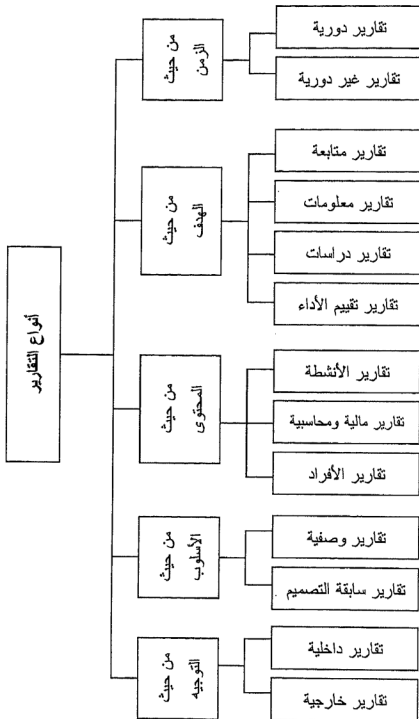 أنواع التقارير
من حيث
الزمن
تقارير دورية
تقارير غير دورية
من حيث
الهدف
تقارير متابعة
تقارير معلومات
تقارير دراسات
تقارير تقييم الأداء
من حيث
المحتوى
تقارير الأنشطة
تقارير مالية ومحاسبية
تقارير الأفراد
من حيث
الأسلوب
تقارير وصفية
تقارير سابقة التصميم
من حيث
التوجيه
تقارير داخلية
تقارير خارجية